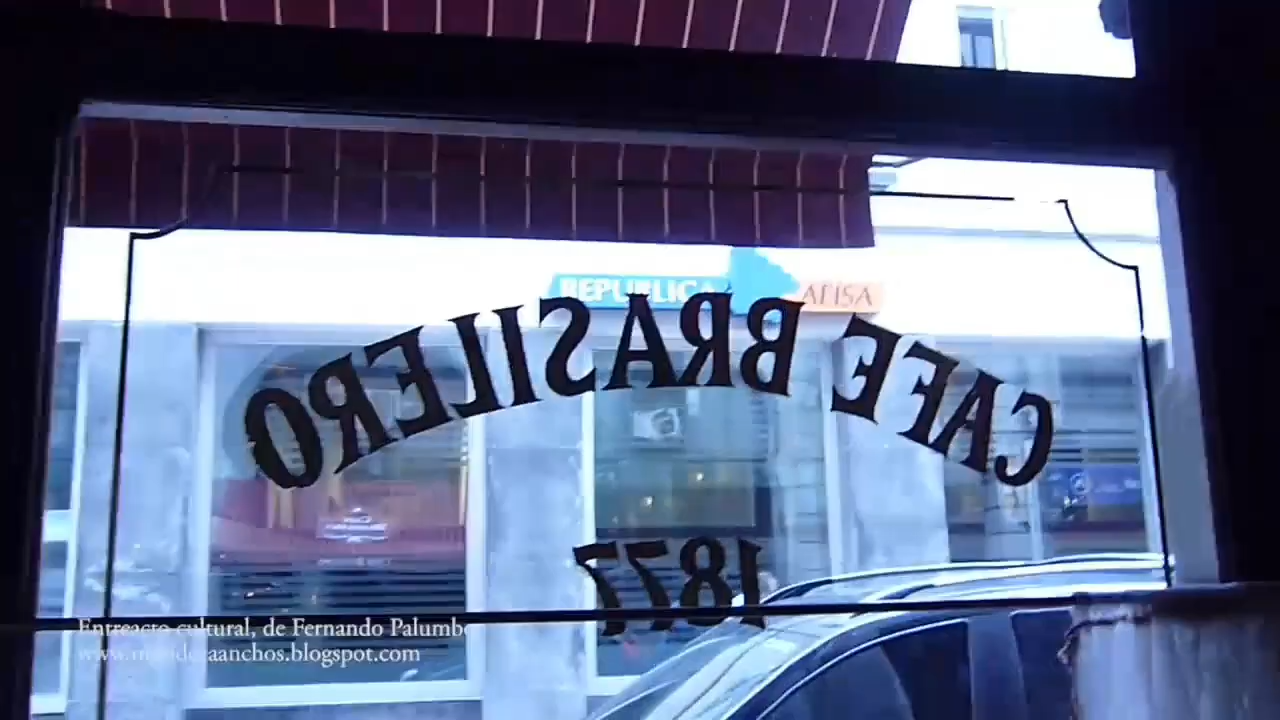 REPUBLICA AFISA
CAFE BRASILERO
1877
Entreacto cultural, de Fernando Palumbo